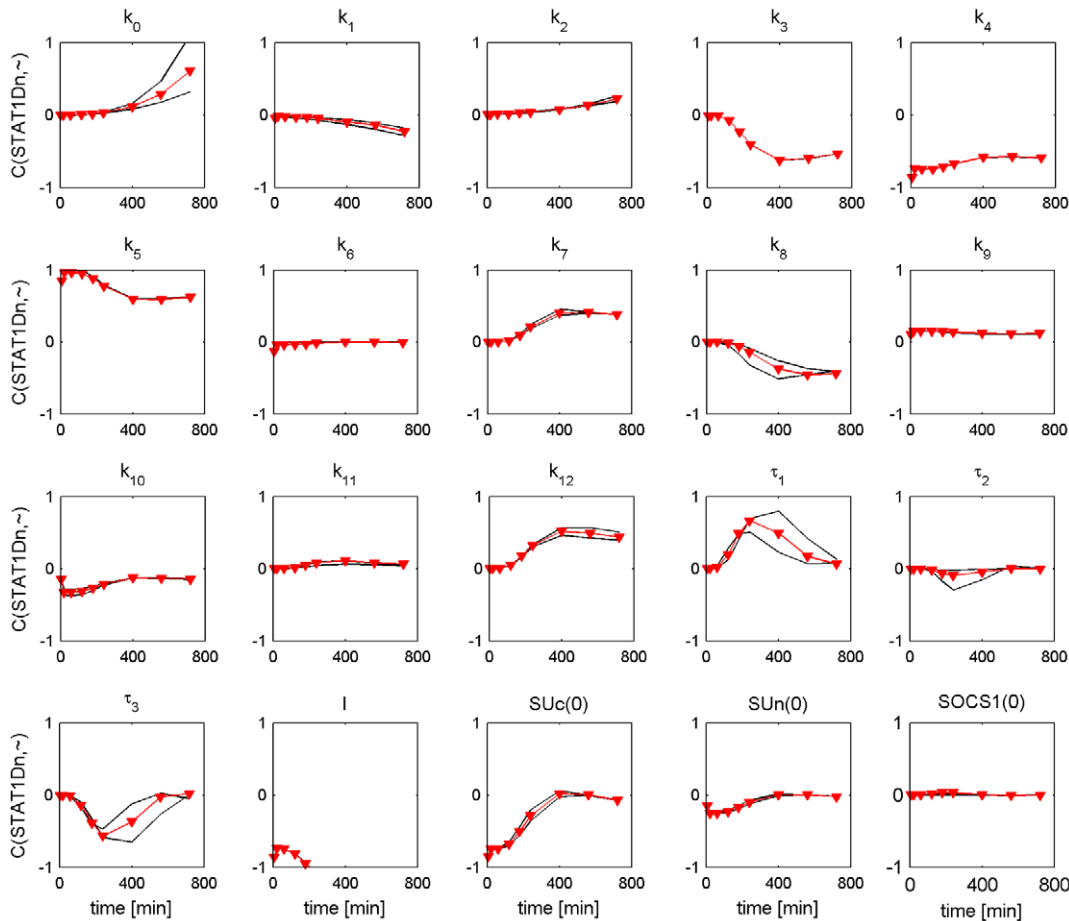 k0 k1 k2 k3 k4
C(STAT1Dn,~)
1 1 1 1 1
0 0 0 0 0
-1 -1 -1 -1 -1
0 400 800 0 400 800 0 400 800 0 400 800 0 400 800
k5 k6 k7 k8 k9
C(STAT1Dn,~)
1 1 1 1 1
0 0 0 0 0
-1 -1 -1 -1 -1
0 400 800 0 400 800 0 400 800 0 400 800 0 400 800
k10 k11 k12 τ1 τ2
C(STAT1Dn,~)
1 1 1 1 1
0 0 0 0 0
-1 -1 -1 -1 -1
0 400 800 0 400 800 0 400 800 0 400 800 0 400 800
τ3 I SUc(0) SUn(0) SOCS1(0)
C(STAT1Dn,~)
1 1 1 1 1
0 0 0 0 0
-1 -1 -1 -1 -1
0 400 800 0 400 800 0 400 800 0 400 800 0 400 800
time [min] time [min] time [min] time [min] time [min]